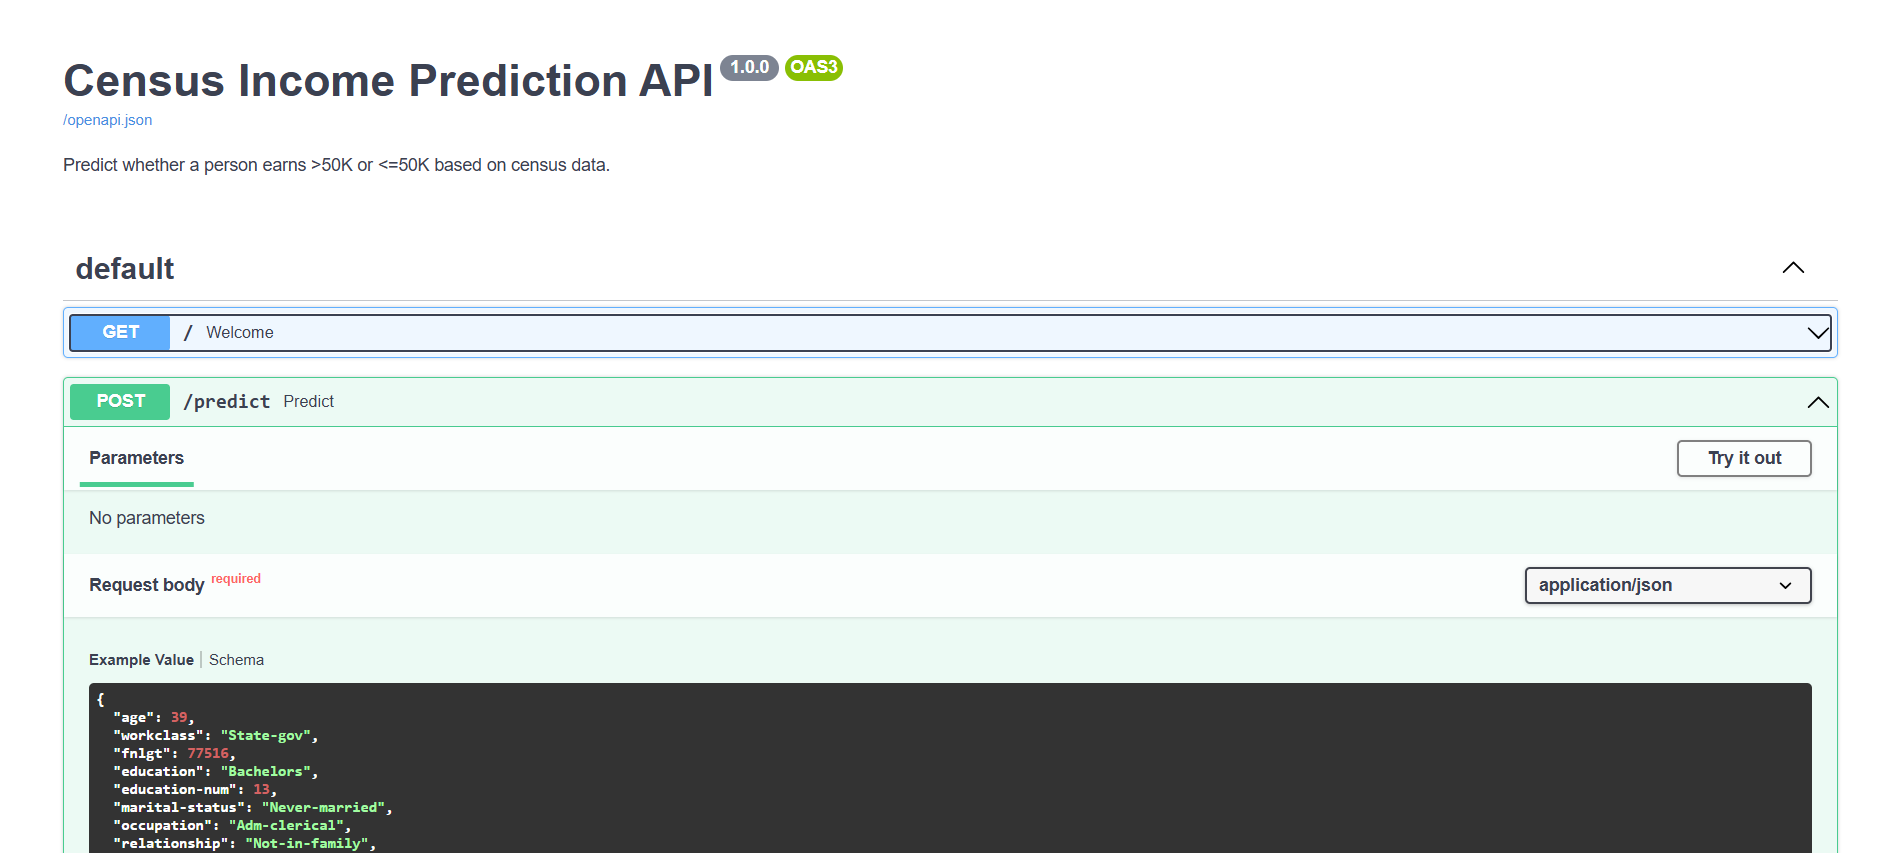 Census Income Prediction API 1.0.0 OAS3
/openapi.json
Predict whether a person earns >50K or <=50K based on census data.
default
GET / Welcome
POST /predict Predict
Parameters Try it out
No parameters
Request body required application/json
Example Value | Schema
{
  "age": 39,
  "workclass": "State-gov",
  "fnlgt": 77516,
  "education": "Bachelors",
  "education-num": 13,
  "marital-status": "Never-married",
  "occupation": "Adm-clerical",
  "relationship": "Not-in-family",